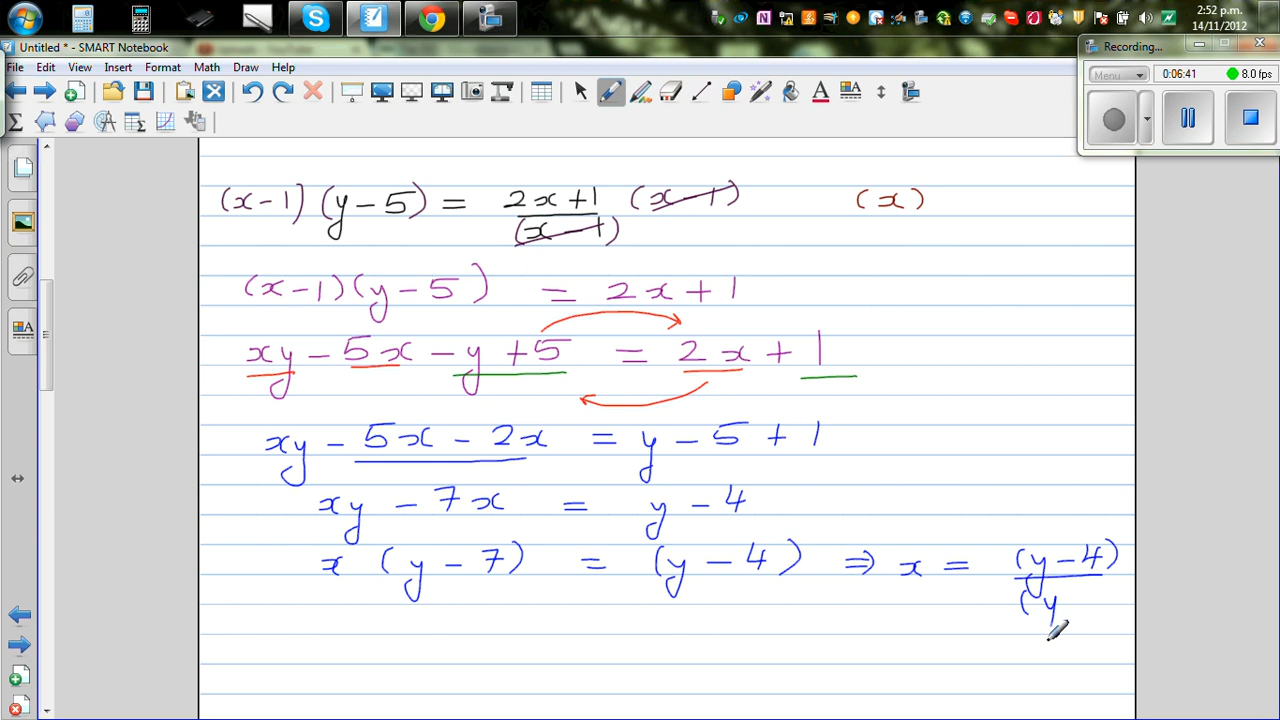 2:52 p.m.
14/11/2012
Untitled * - SMART Notebook
Recording...
File Edit View Insert Format Math Draw Help
Menu 0:06:41 8.0 fps
(x-1) (y-5) = 2x+1 (x-1) (x)
(x-1)
(x-1)(y-5) = 2x+1
xy - 5x - y + 5 = 2x + 1
xy - 5x - 2x = y - 5 + 1
xy - 7x = y - 4
x (y - 7) = (y - 4) ⇒ x = (y-4)
(y